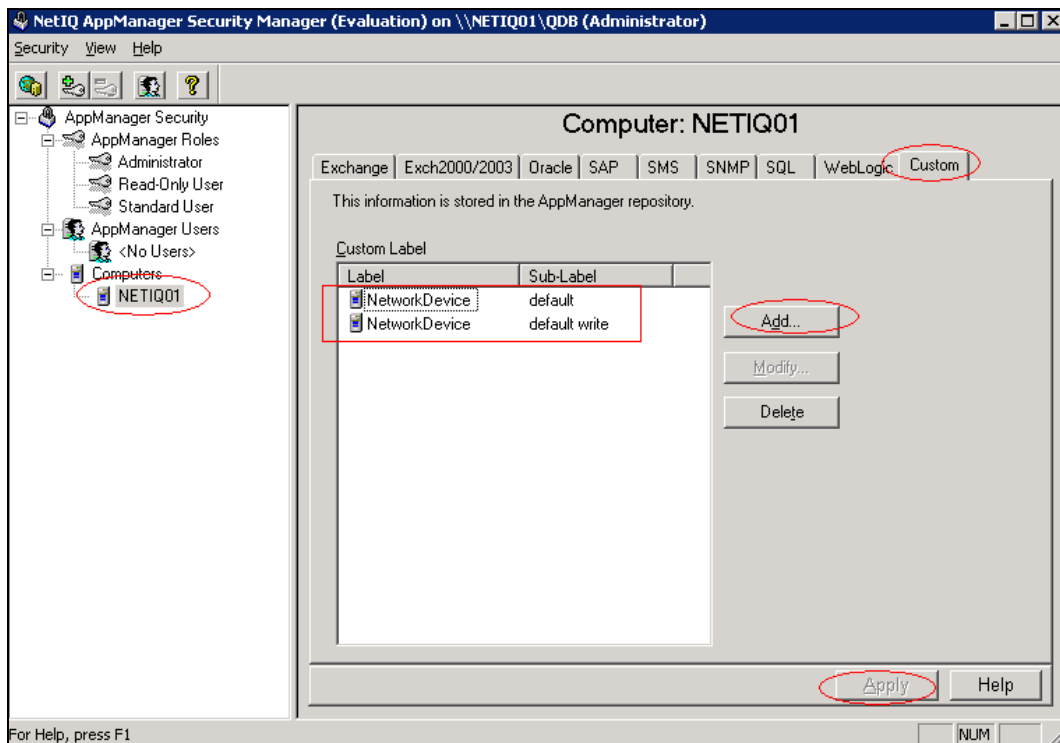 NetIQ AppManager Security Manager (Evaluation) on \\NETIQ01\QDB (Administrator)
Security View Help
AppManager Security
AppManager Roles
Administrator
Read-Only User
Standard User
AppManager Users
<No Users>
Computers
NETIQ01
Computer: NETIQ01
Exchange Exch2000/2003 Oracle SAP SMS SNMP SQL WebLogic Custom
This information is stored in the AppManager repository.
Custom Label
Label Sub-Label
NetworkDevice default
NetworkDevice default write
Add...
Modify...
Delete
Apply Help
For Help, press F1 NUM